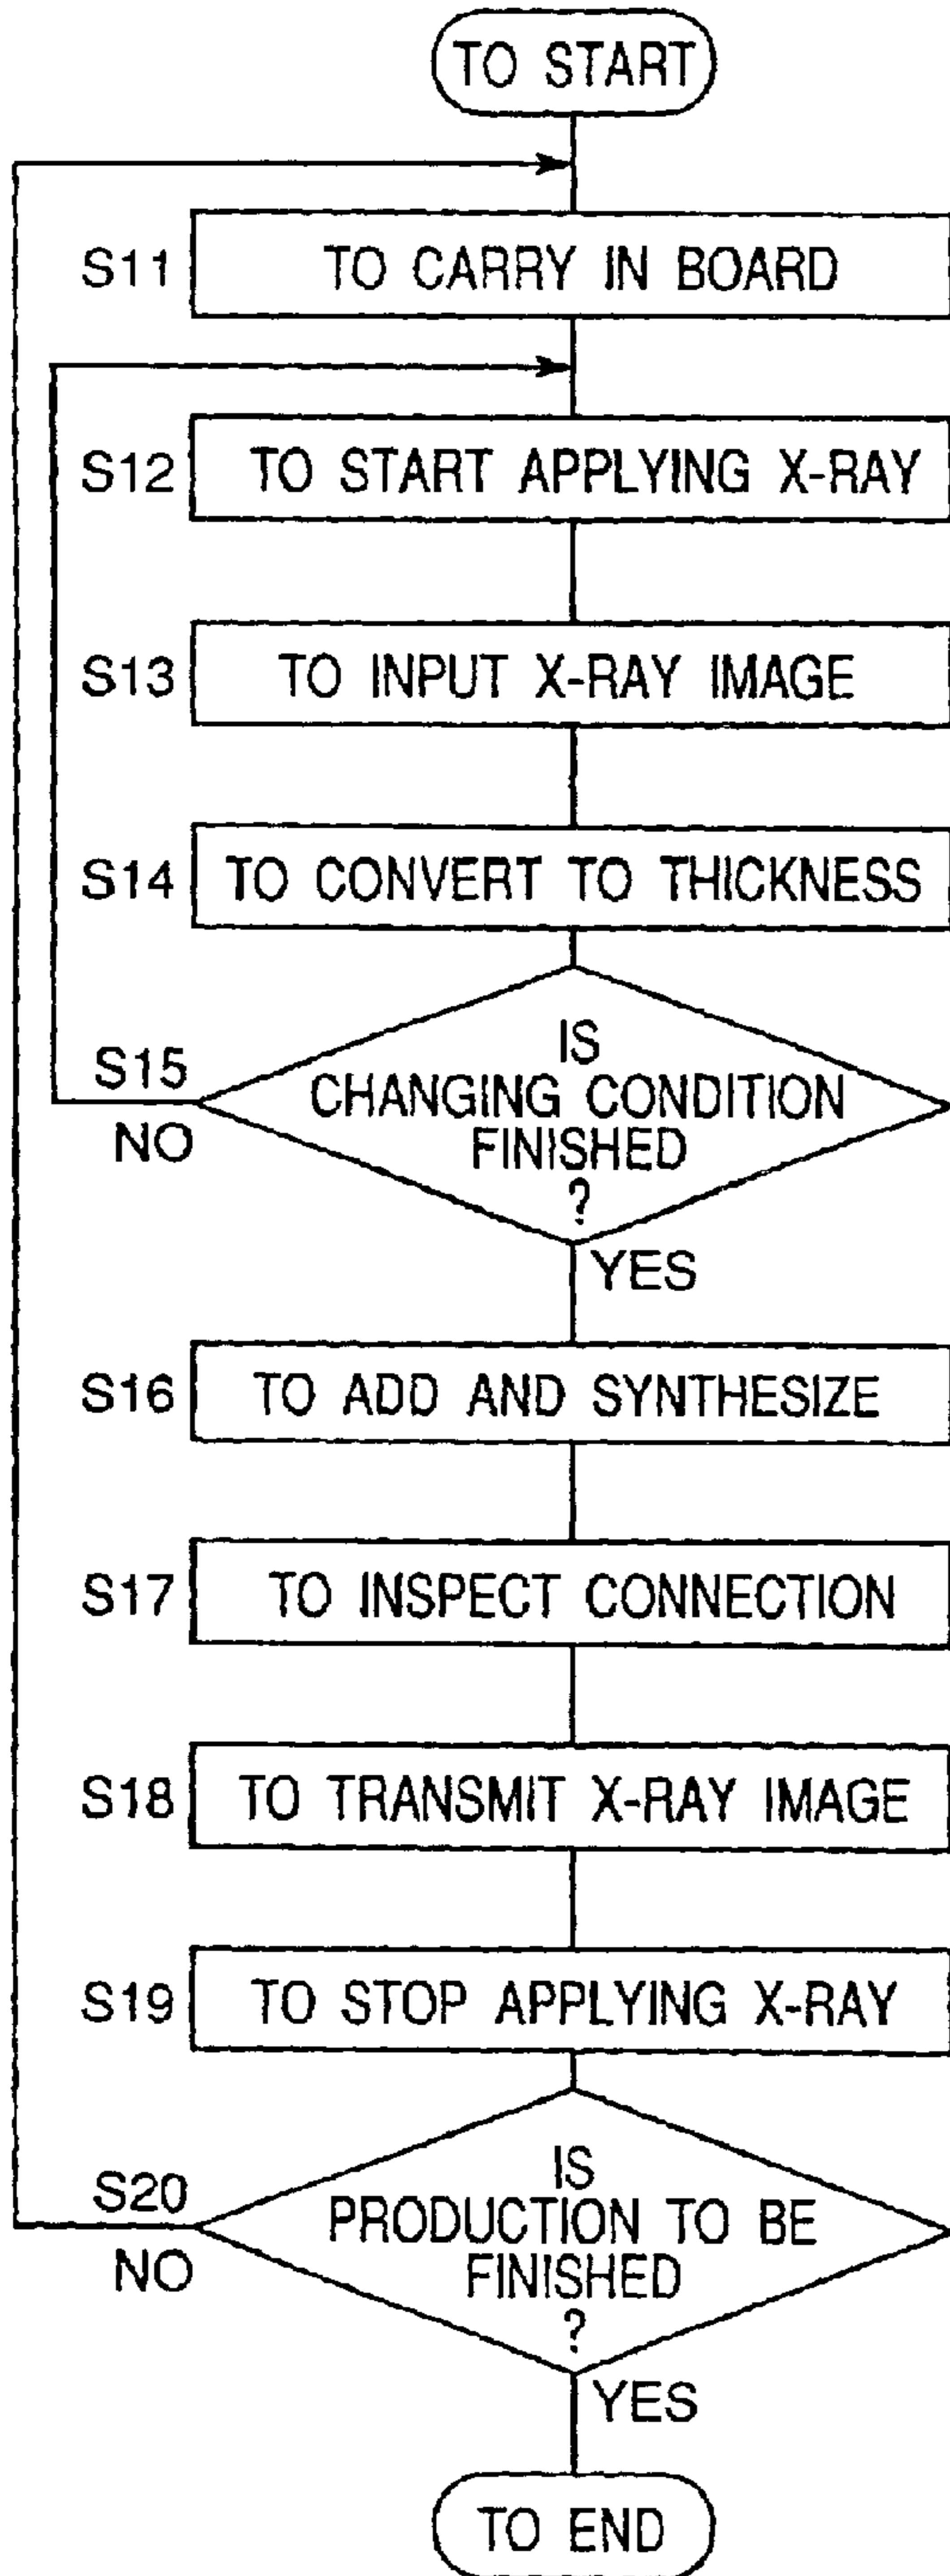 TO START
S11 TO CARRY IN BOARD
S12 TO START APPLYING X-RAY
S13 TO INPUT X-RAY IMAGE
S14 TO CONVERT TO THICKNESS
S15
IS
CHANGING CONDITION
FINISHED
?
NO
YES
S16 TO ADD AND SYNTHESIZE
S17 TO INSPECT CONNECTION
S18 TO TRANSMIT X-RAY IMAGE
S19 TO STOP APPLYING X-RAY
S20
IS
PRODUCTION TO BE
FINISHED
?
NO
YES
TO END